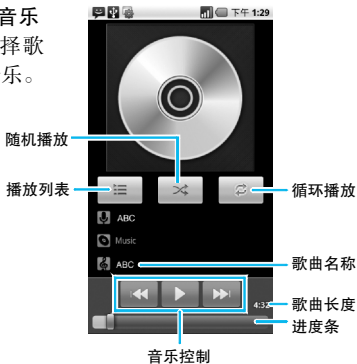 音乐
择歌
乐。
下午 1:29
随机播放
播放列表
循环播放
ABC
Music
ABC
歌曲名称
4:32
歌曲长度
进度条
音乐控制